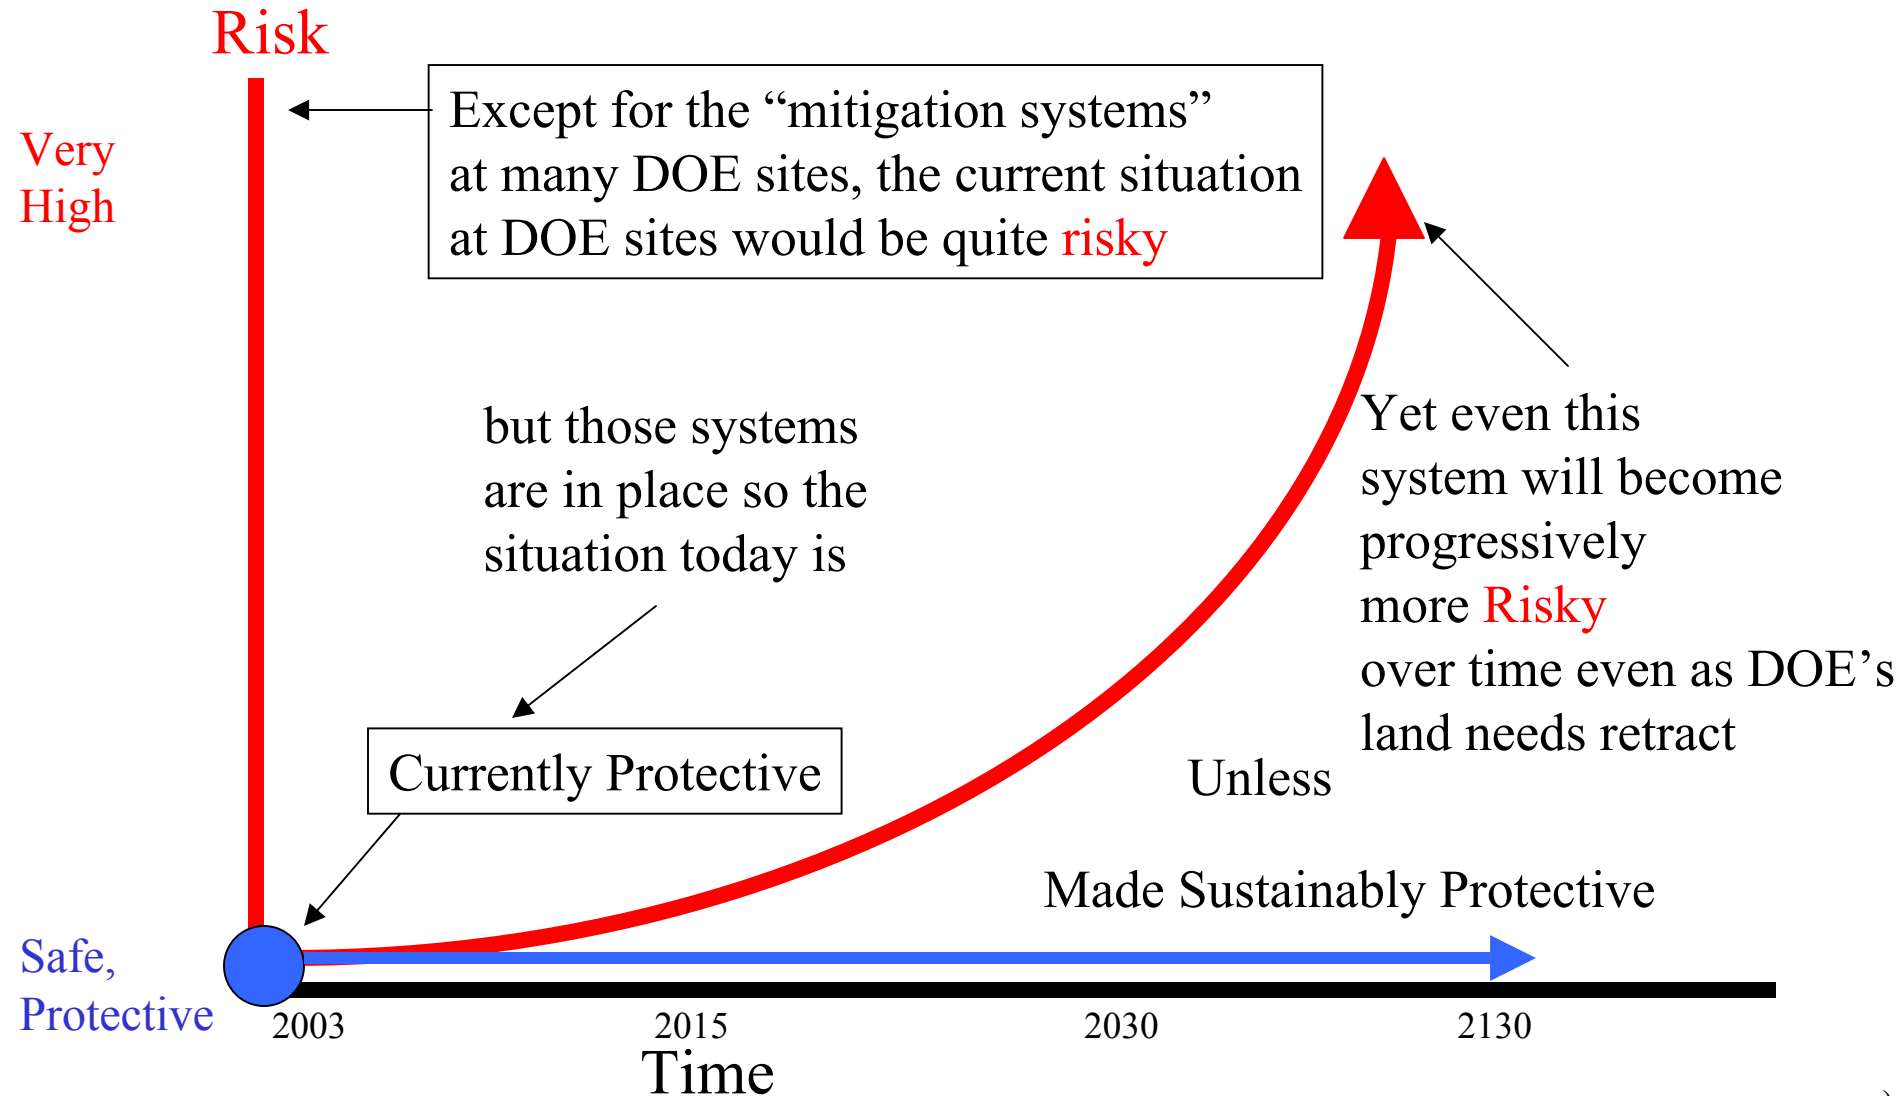 Risk
Very
High
Except for the “mitigation systems”
at many DOE sites, the current situation
at DOE sites would be quite risky
but those systems
are in place so the
situation today is
Currently Protective
Yet even this
system will become
progressively
more Risky
over time even as DOE’s
land needs retract
Unless
Made Sustainably Protective
Safe,
Protective
2003
2015
2030
2130
Time